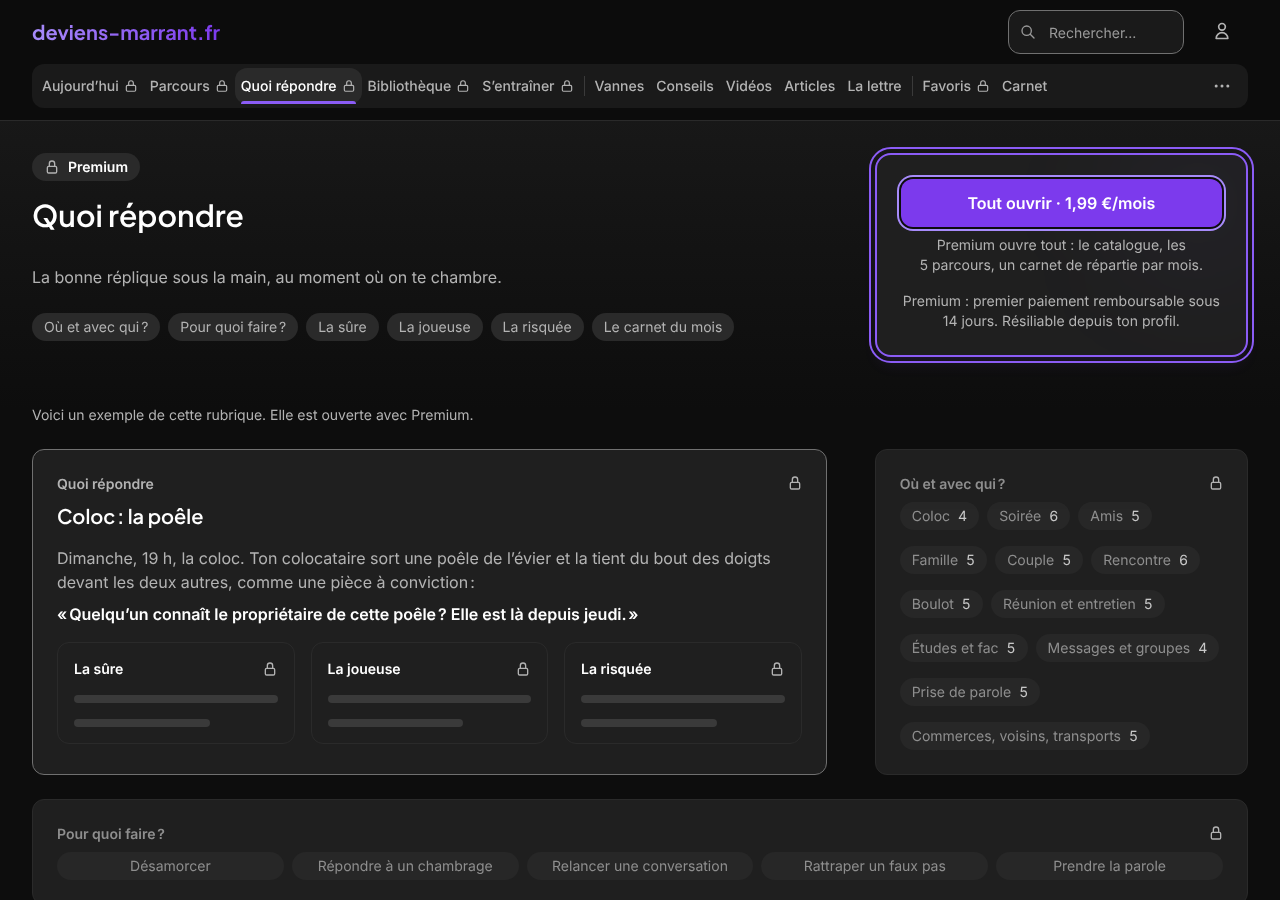 deviens-marrant.fr
Rechercher...
Aujourd’hui Parcours Quoi répondre Bibliothèque S’entraîner Vannes Conseils Vidéos Articles La lettre Favoris Carnet
Premium
Quoi répondre
La bonne réplique sous la main, au moment où on te chambre.
Où et avec qui ? Pour quoi faire ? La sûre La joueuse La risquée Le carnet du mois
Tout ouvrir · 1,99 €/mois
Premium ouvre tout : le catalogue, les
5 parcours, un carnet de répartie par mois.
Premium : premier paiement remboursable sous
14 jours. Résiliable depuis ton profil.
Voici un exemple de cette rubrique. Elle est ouverte avec Premium.
Quoi répondre
Coloc : la poêle
Dimanche, 19 h, la coloc. Ton colocataire sort une poêle de l’évier et la tient du bout des doigts
devant les deux autres, comme une pièce à conviction :
« Quelqu’un connaît le propriétaire de cette poêle ? Elle est là depuis jeudi. »
La sûre La joueuse La risquée
Où et avec qui ?
Coloc 4 Soirée 6 Amis 5
Famille 5 Couple 5 Rencontre 6
Boulot 5 Réunion et entretien 5
Études et fac 5 Messages et groupes 4
Prise de parole 5
Commerces, voisins, transports 5
Pour quoi faire ?
Désamorcer Répondre à un chambrage Relancer une conversation Rattraper un faux pas Prendre la parole